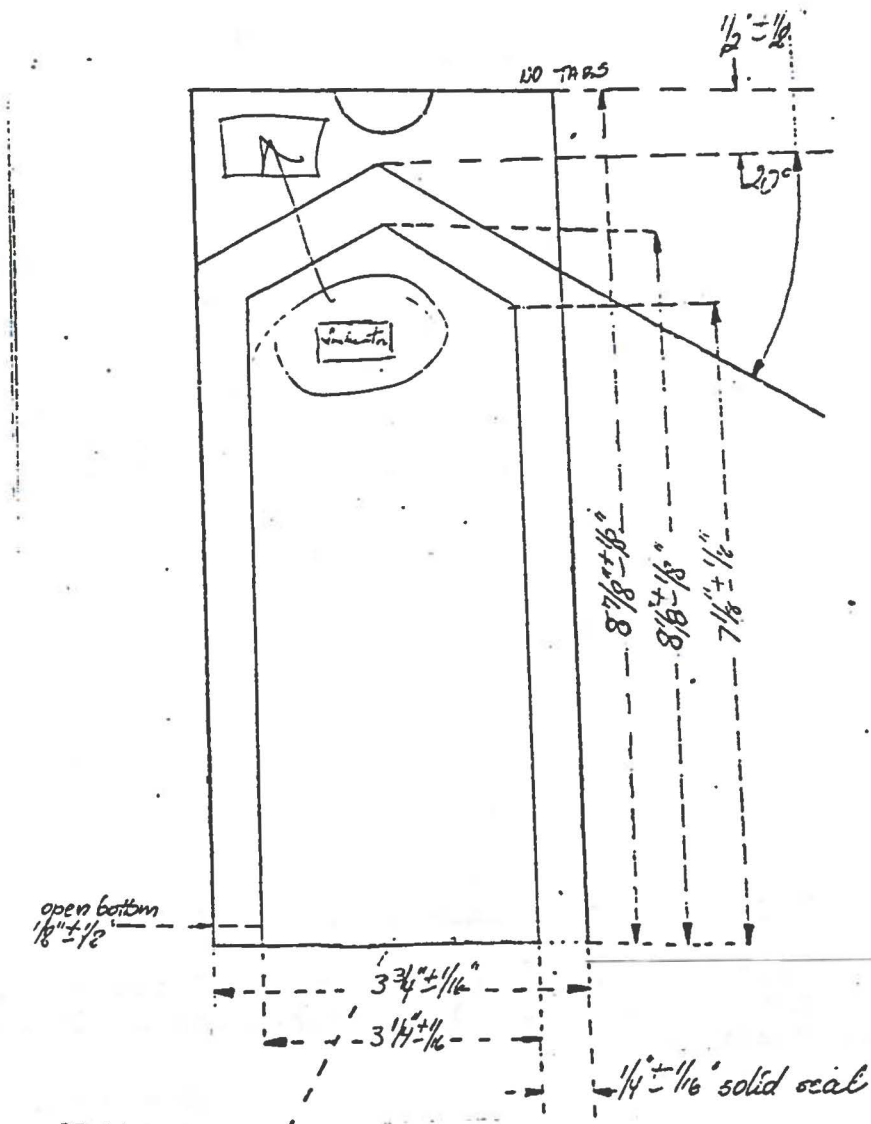 1/2" ± 1/8
NO TABS
20°
8 7/8" ± 1/8"
8 1/8" ± 1/8"
7 1/8" ± 1/2"
open bottom
1/8" ± 1/2"
3 3/4" ± 1/16"
3 1/4" ± 1/16
1/4" ± 1/16" solid seal